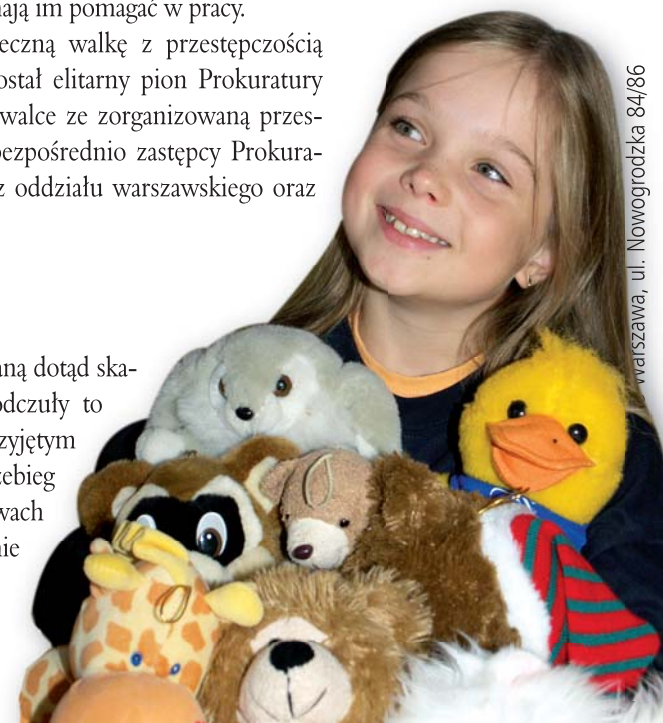 nają im pomagać w pracy.
eczną walkę z przestępczością
ostał elitarny pion Prokuratury
walce ze zorganizowaną przes-
bezpośrednio zastępcy Prokura-
z oddziału warszawskiego oraz
aną dotąd ska-
odczuły to
zyjętym
zebieg
wach
nie
Warszawa, ul. Nowogrodzka 84/86